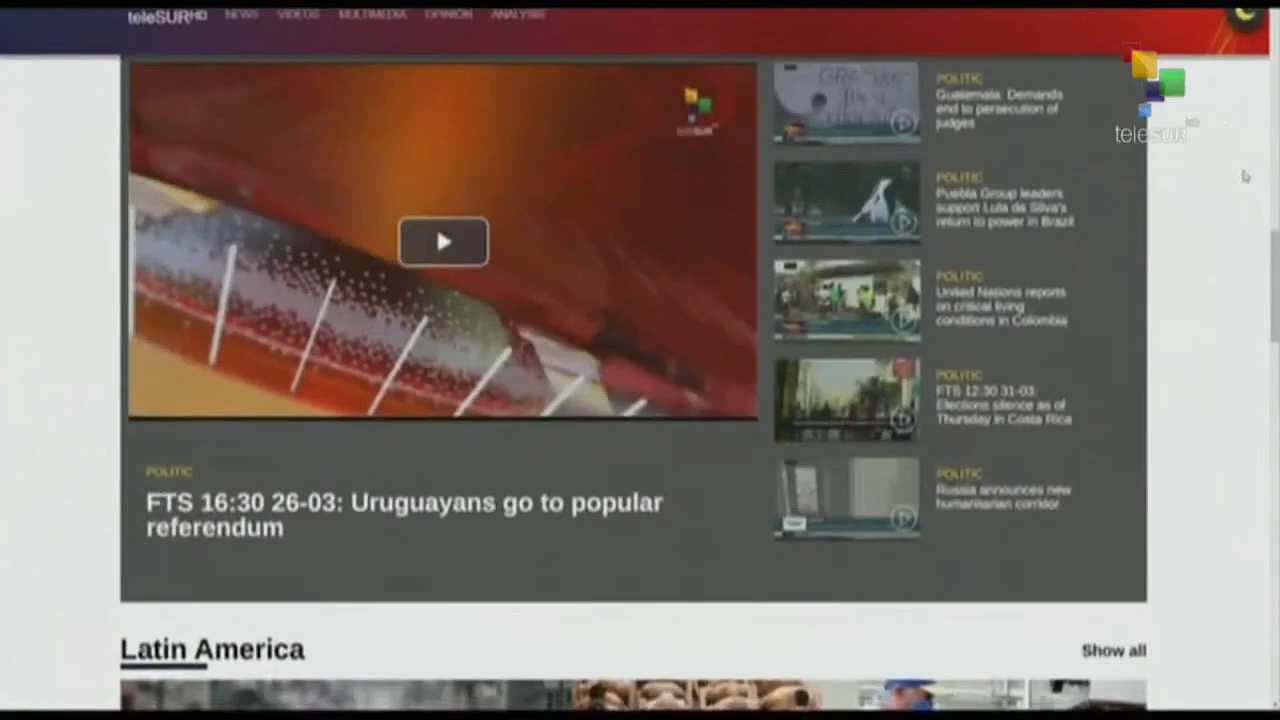 teleSURHD NEWS VIDEOS MULTIMEDIA OPINION ANALYSIS
teleSUR HD
teleSUR
POLITIC
Guatemala: Demands
end to persecution of
judges
POLITIC
Puebla Group leaders
support Lula da Silva's
return to power in Brazil
POLITIC
United Nations reports
on critical living
conditions in Colombia
POLITIC
FTS 12:30 31-03:
Elections silence as of
Thursday in Costa Rica
POLITIC
Russia announces new
humanitarian corridor
POLITIC
FTS 16:30 26-03: Uruguayans go to popular
referendum
Latin America
Show all